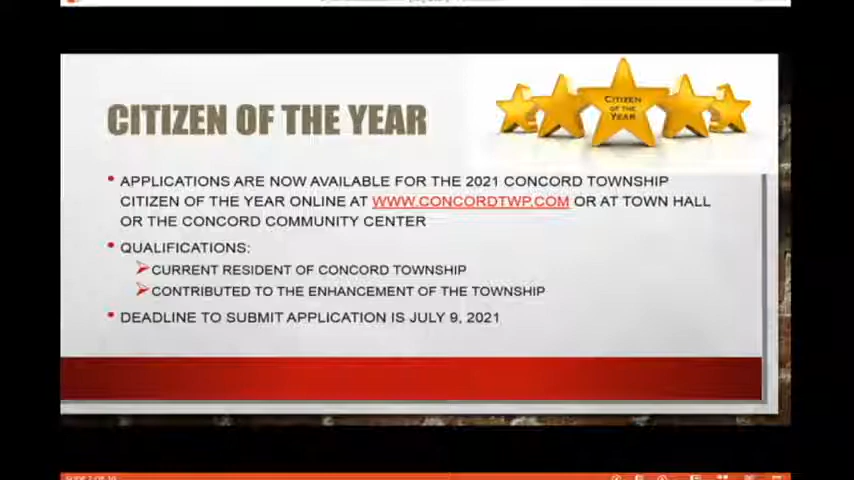 CITIZEN OF THE YEAR
CITIZEN
OF THE
YEAR
• APPLICATIONS ARE NOW AVAILABLE FOR THE 2021 CONCORD TOWNSHIP
CITIZEN OF THE YEAR ONLINE AT WWW.CONCORDTWP.COM OR AT TOWN HALL
OR THE CONCORD COMMUNITY CENTER
• QUALIFICATIONS:
➢CURRENT RESIDENT OF CONCORD TOWNSHIP
➢CONTRIBUTED TO THE ENHANCEMENT OF THE TOWNSHIP
• DEADLINE TO SUBMIT APPLICATION IS JULY 9, 2021